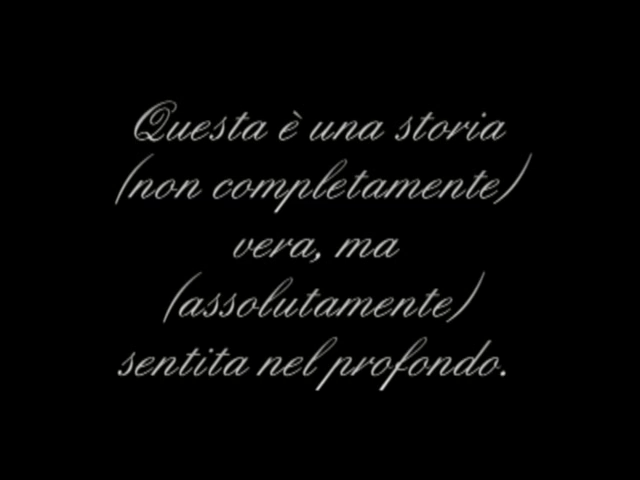 Questa è una storia
(non completamente)
vera, ma
(assolutamente)
sentita nel profondo.